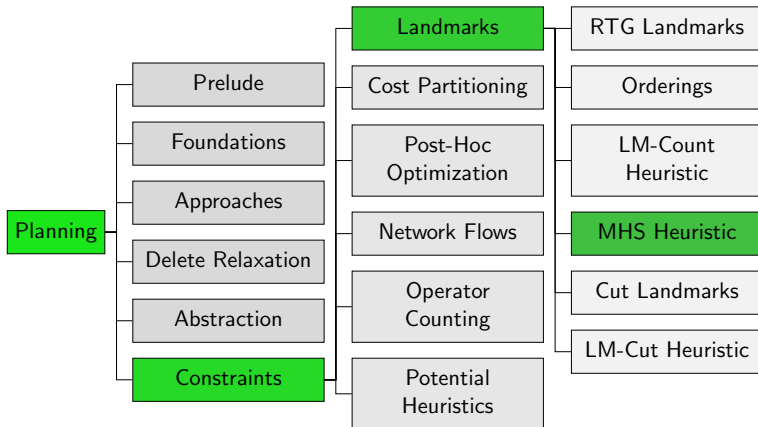 Planning
Prelude
Foundations
Approaches
Delete Relaxation
Abstraction
Constraints
Landmarks
Cost Partitioning
Post-Hoc
Optimization
Network Flows
Operator
Counting
Potential
Heuristics
RTG Landmarks
Orderings
LM-Count
Heuristic
MHS Heuristic
Cut Landmarks
LM-Cut Heuristic